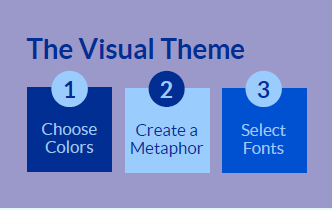 The Visual Theme
1
Choose
Colors
2
Create a
Metaphor
3
Select
Fonts